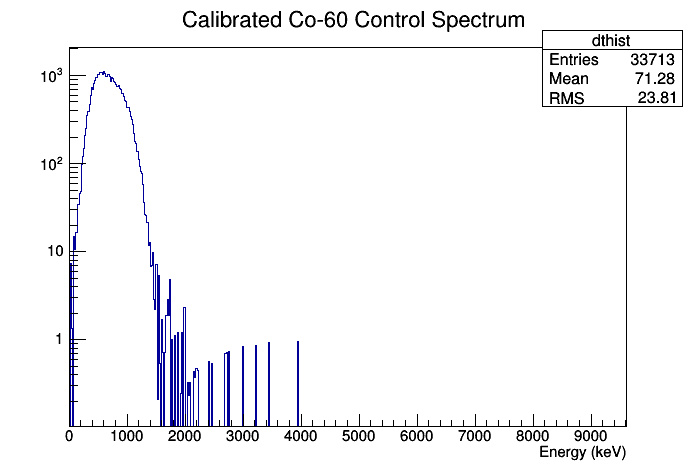 Calibrated Co-60 Control Spectrum
dthist
Entries 33713
Mean 71.28
RMS 23.81
10³
10²
10
1
0 1000 2000 3000 4000 5000 6000 7000 8000 9000
Energy (keV)